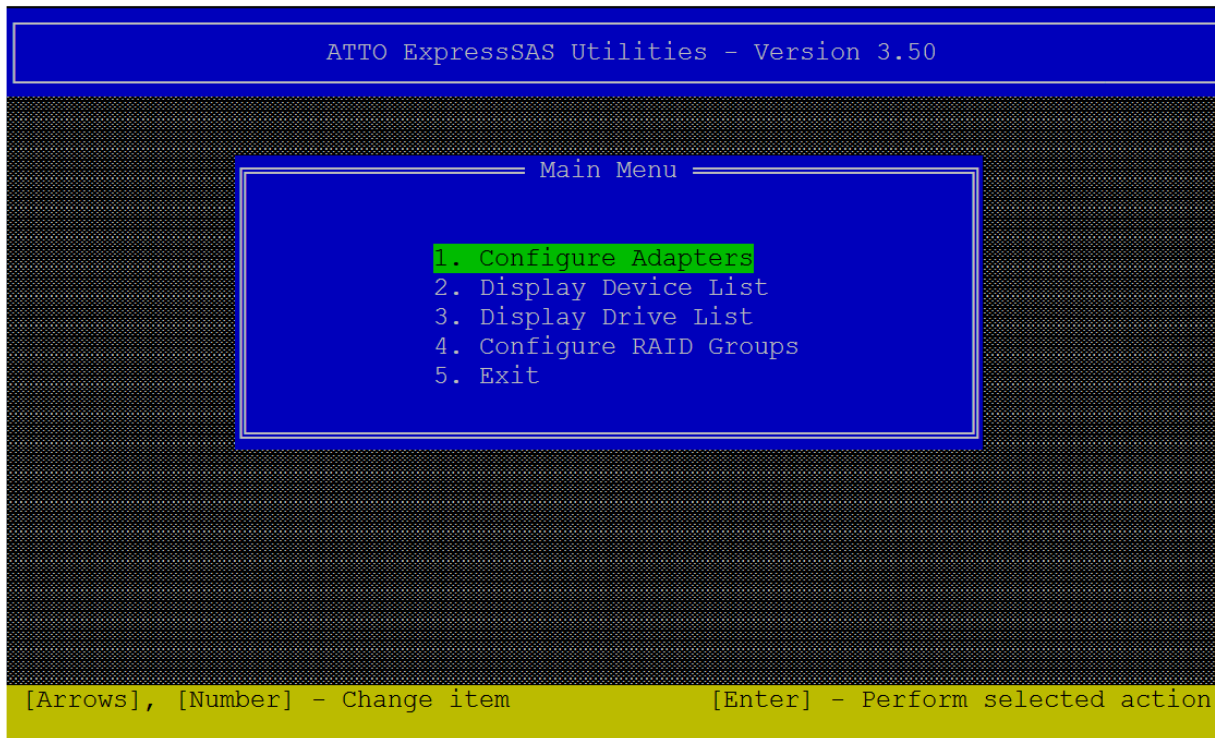 ATTO ExpressSAS Utilities - Version 3.50
Main Menu
1. Configure Adapters
2. Display Device List
3. Display Drive List
4. Configure RAID Groups
5. Exit
[Arrows], [Number] - Change item [Enter] - Perform selected action